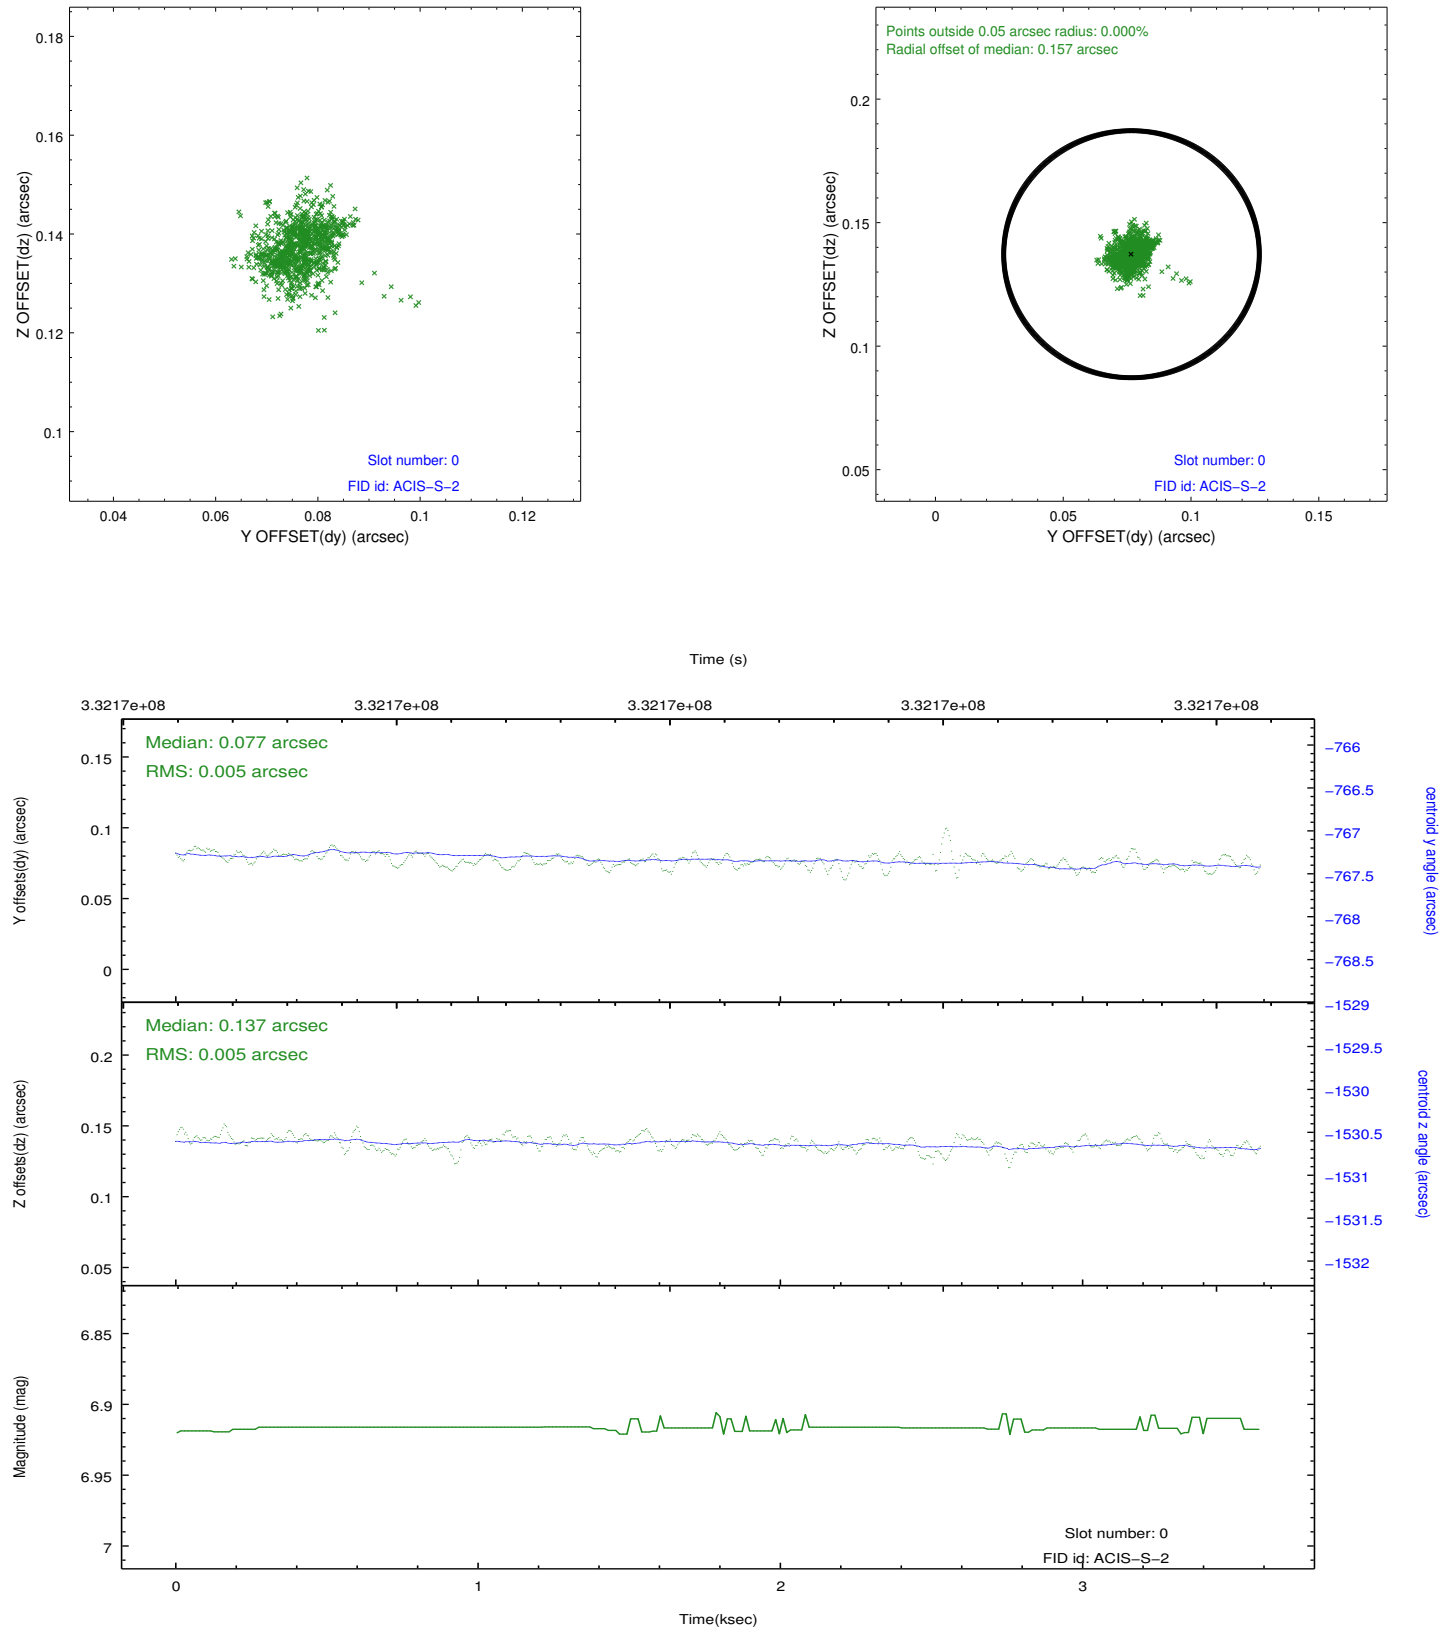 0.18
0.16
0.14
0.12
0.1
Z OFFSET(dz) (arcsec)
Slot number: 0
FID id: ACIS−S−2
0.04 0.06 0.08 0.1 0.12
Y OFFSET(dy) (arcsec)
Points outside 0.05 arcsec radius: 0.000%
Radial offset of median: 0.157 arcsec
0.2
0.15
0.1
0.05
Z OFFSET(dz) (arcsec)
Slot number: 0
FID id: ACIS−S−2
0 0.05 0.1 0.15
Y OFFSET(dy) (arcsec)
Time (s)
3.3217e+08 3.3217e+08 3.3217e+08 3.3217e+08 3.3217e+08
Median: 0.077 arcsec
RMS: 0.005 arcsec
0.15
0.1
0.05
0
Y offsets(dy) (arcsec)
−766
−766.5
−767
−767.5
−768
−768.5
centroid y angle (arcsec)
Median: 0.137 arcsec
RMS: 0.005 arcsec
0.2
0.15
0.1
0.05
Z offsets(dz) (arcsec)
−1529
−1529.5
−1530
−1530.5
−1531
−1531.5
−1532
centroid z angle (arcsec)
6.85
6.9
6.95
7
Magnitude (mag)
Slot number: 0
FID id: ACIS−S−2
0 1 2 3
Time(ksec)